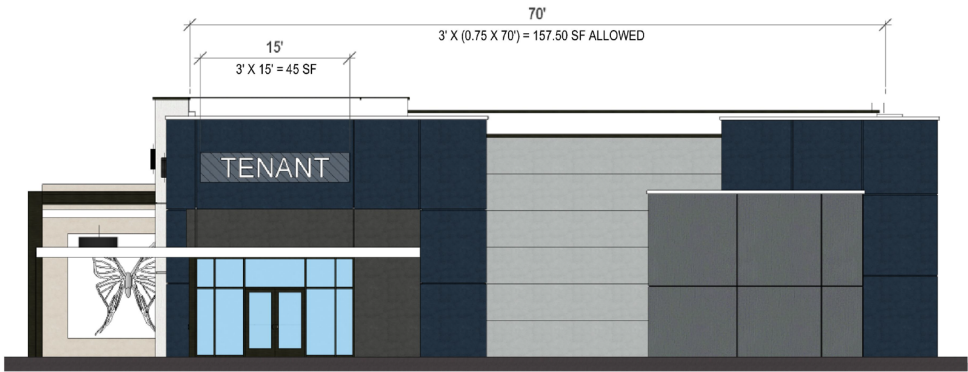 70'
3' X (0.75 X 70') = 157.50 SF ALLOWED
15'
3' X 15' = 45 SF
TENANT